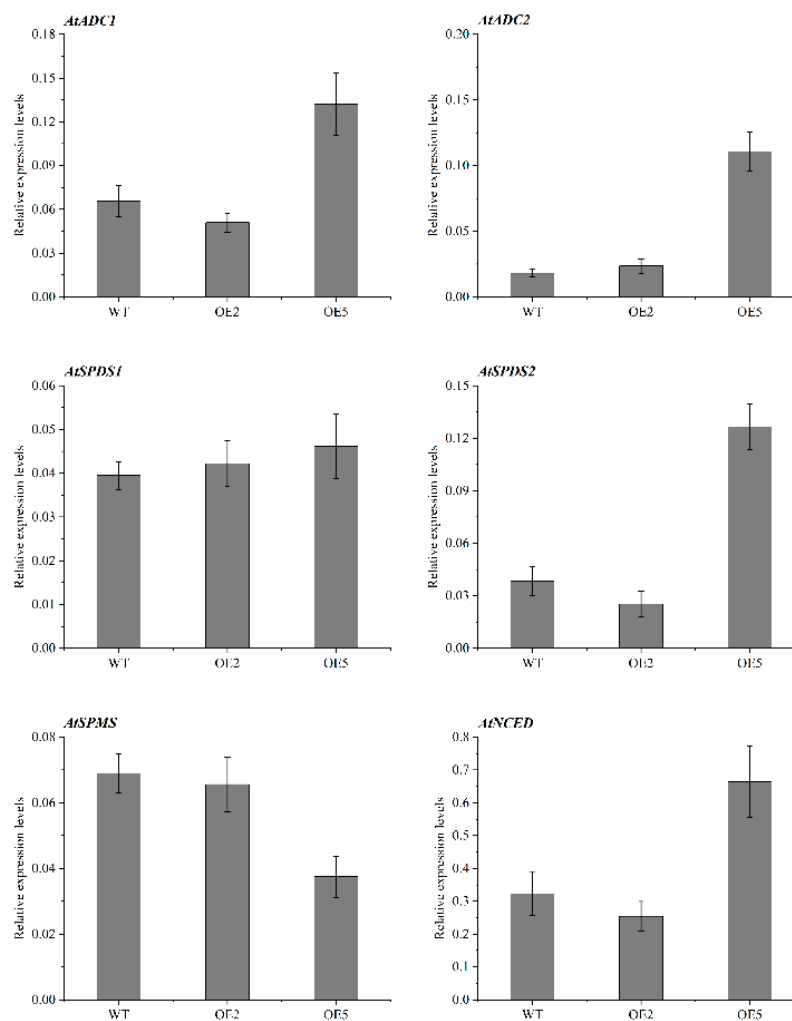 AtADC1
0.18
0.15
0.12
0.09
0.06
0.03
0.00
Relative expression levels
WT OE2 OE5
AtADC2
0.20
0.15
0.10
0.05
0.00
Relative expression levels
WT OE2 OE5
AtSPDS1
0.06
0.05
0.04
0.03
0.02
0.01
0.00
Relative expression levels
WT OE2 OE5
AtSPDS2
0.15
0.12
0.09
0.06
0.03
0.00
Relative expression levels
WT OE2 OE5
AtSPMS
0.08
0.06
0.04
0.02
0.00
Relative expression levels
WT OE2 OE5
AtNCED
0.8
0.7
0.6
0.5
0.4
0.3
0.2
0.1
0.0
Relative expression levels
WT OE2 OE5